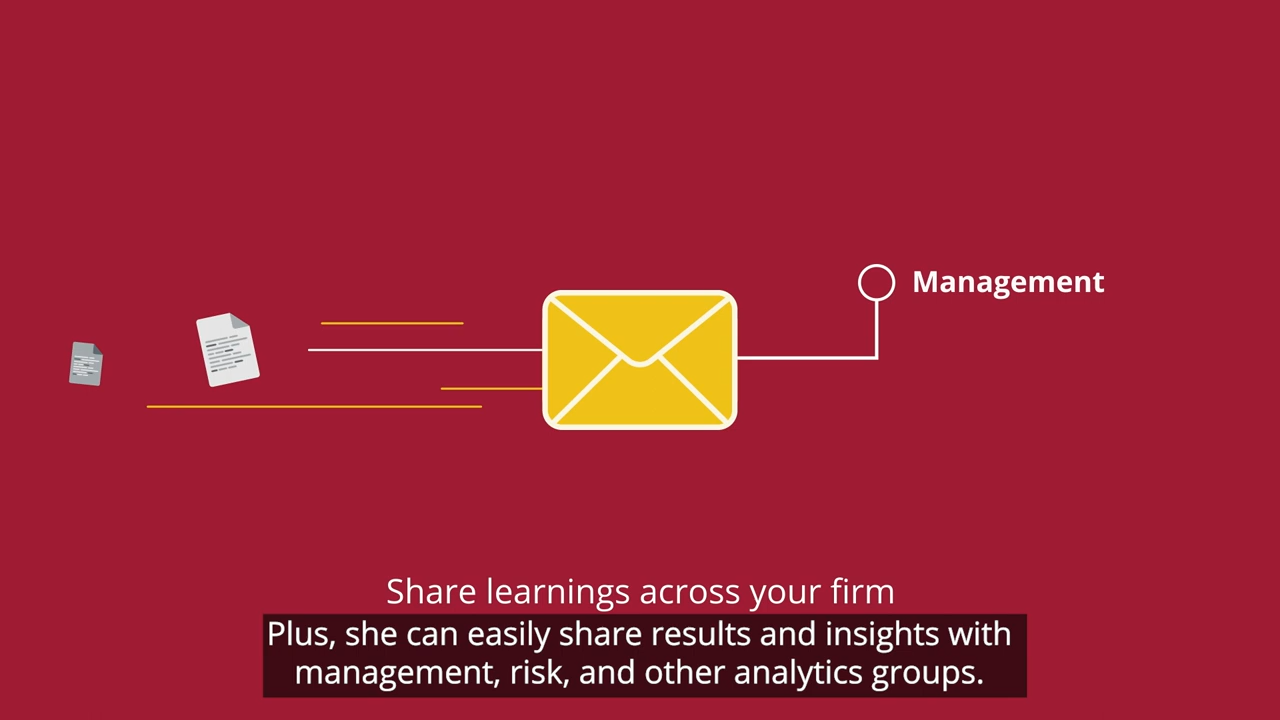 Management
Share learnings across your firm
Plus, she can easily share results and insights with
management, risk, and other analytics groups.